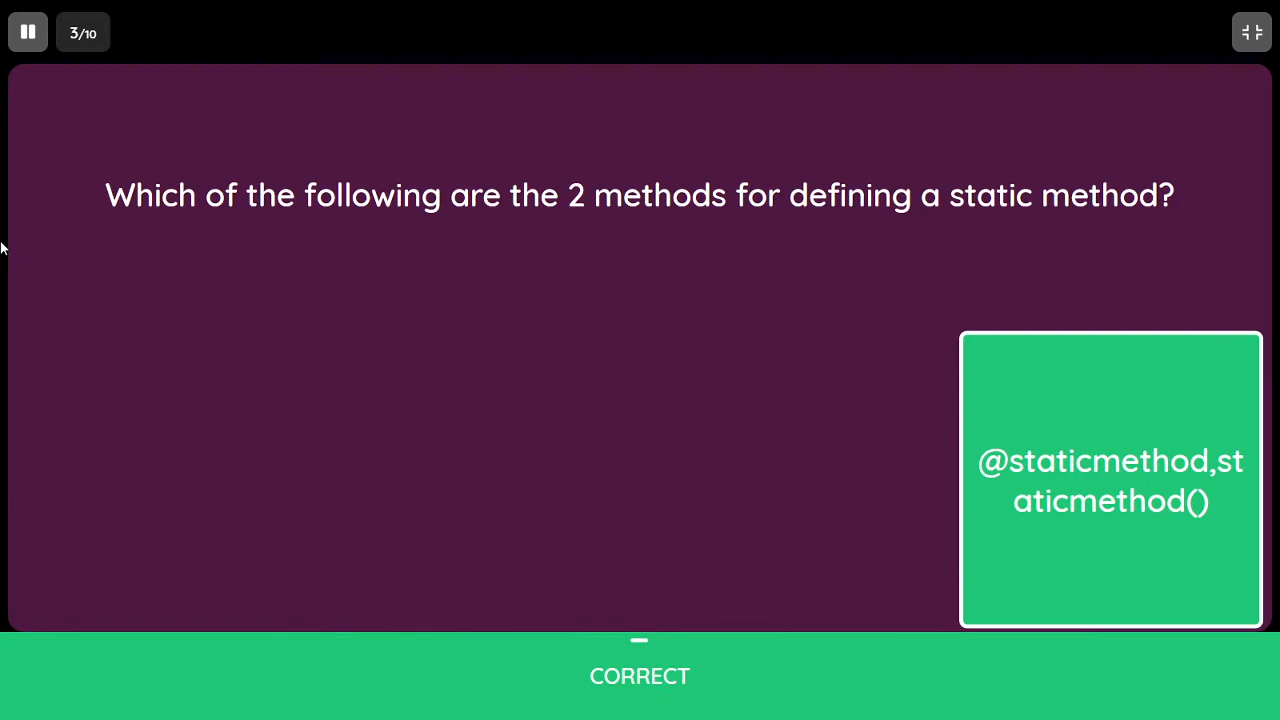 3/10
Which of the following are the 2 methods for defining a static method?
@staticmethod,st
aticmethod()
CORRECT